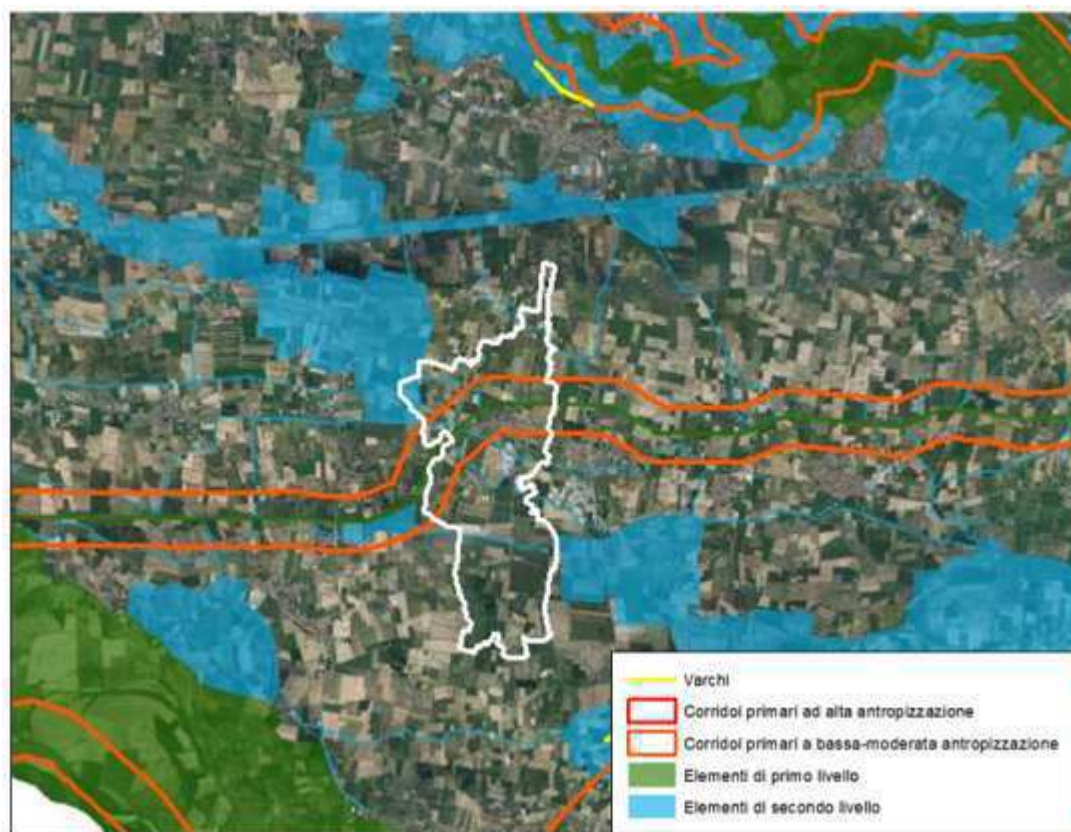 Varchi
Corridoi primari ad alta antropizzazione
Corridoi primari a bassa-moderata antropizzazione
Elementi di primo livello
Elementi di secondo livello